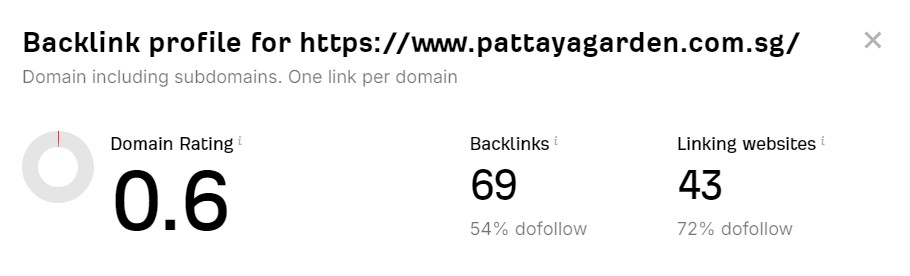 Backlink profile for https://www.pattayagarden.com.sg/
Domain including subdomains. One link per domain
Domain Rating i
0.6
Backlinks i
69
54% dofollow
Linking websites i
43
72% dofollow